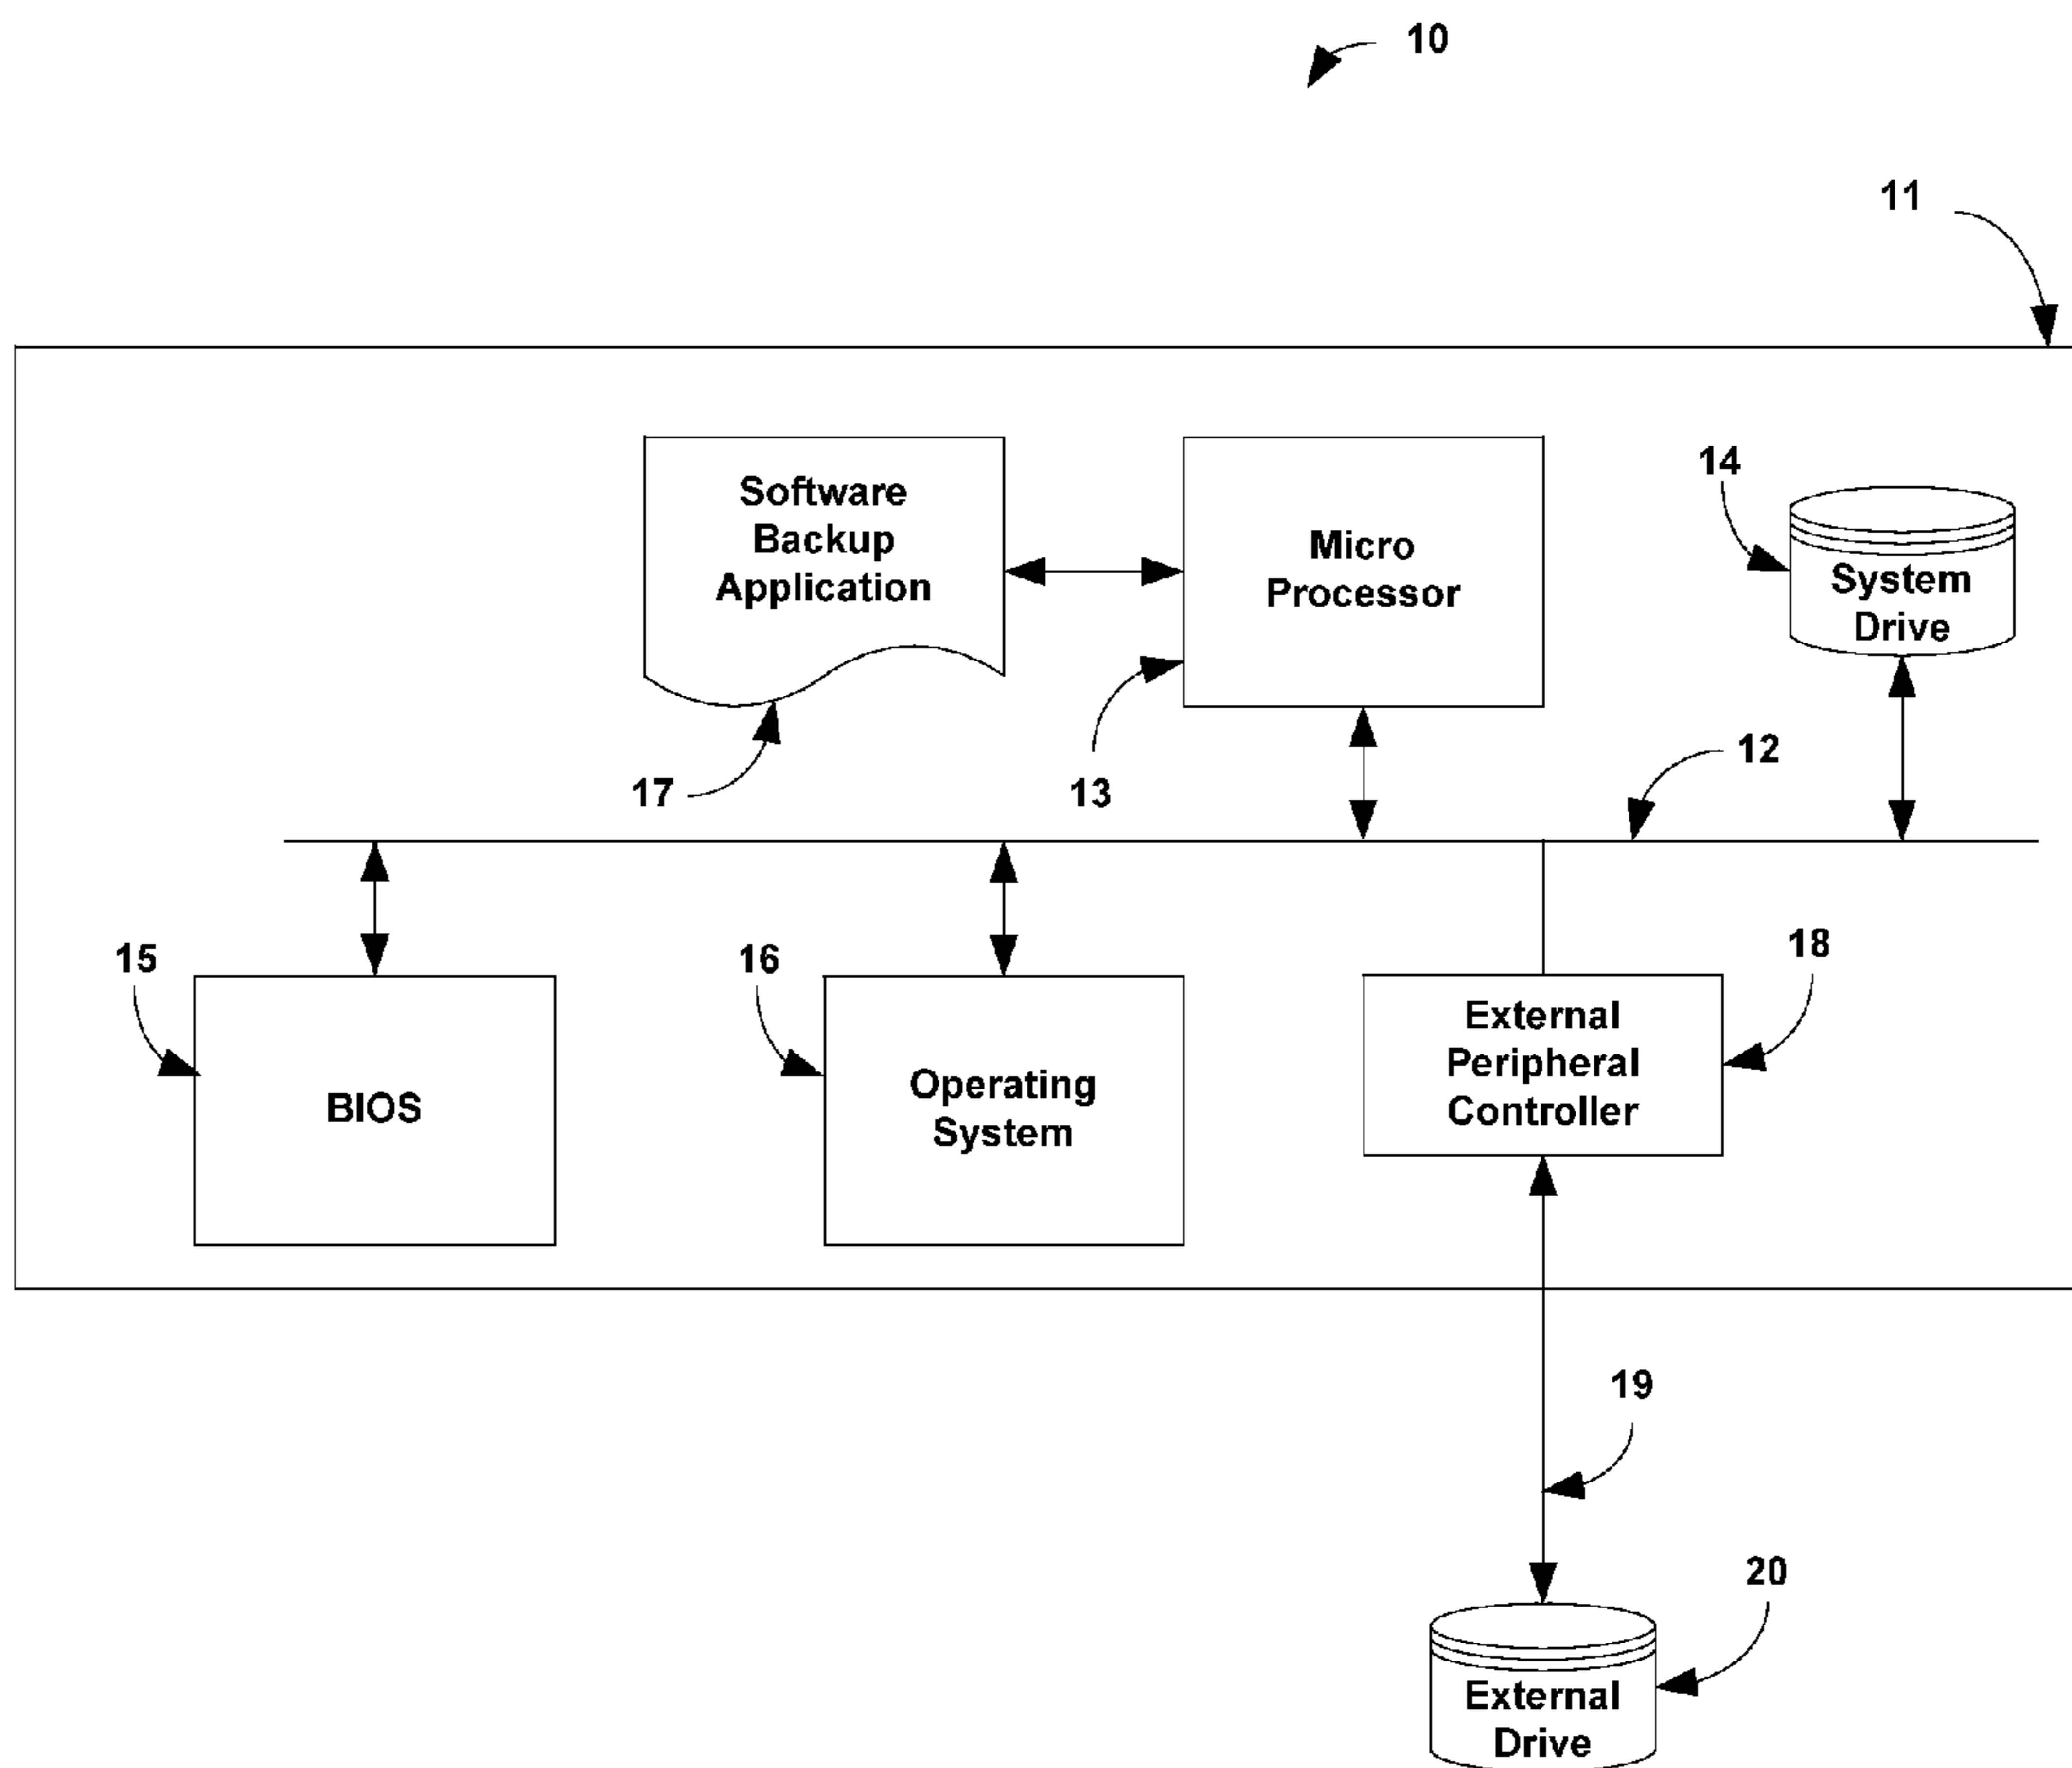 10
11
Software
Backup
Application
Micro
Processor
14
System
Drive
17
13
12
15
16
18
BIOS
Operating
System
External
Peripheral
Controller
19
20
External
Drive